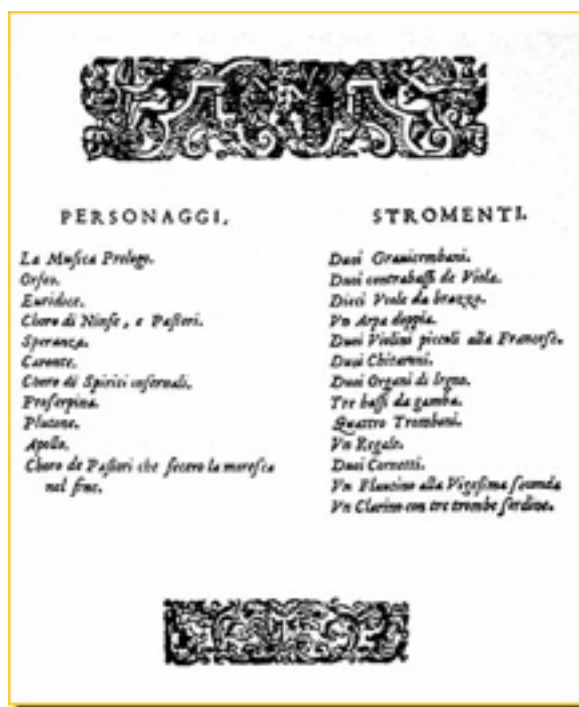 PERSONAGGI.
La Musica Prologo.
Orfeo.
Euridice.
Choro di Ninfe, e Pastori.
Speranza.
Caronte.
Choro di Spiriti infernali.
Proserpina.
Plutone.
Apollo.
Choro de Pastori che fecero la moresca
nel fine.
STROMENTI.
Duoi Grauicembani.
Duoi contrabassi de Viola.
Dieci Viole da brazzo.
Vn Arpa doppia.
Duoi Violini piccoli alla Francese.
Duoi Chitaroni.
Duoi Organi di legno.
Tre bassi da gamba.
Quattro Tromboni.
Vn Regale.
Duoi Cornetti.
Vn Flautino alla Vigesima seconda
Vn Clarino con tre trombe sordine.